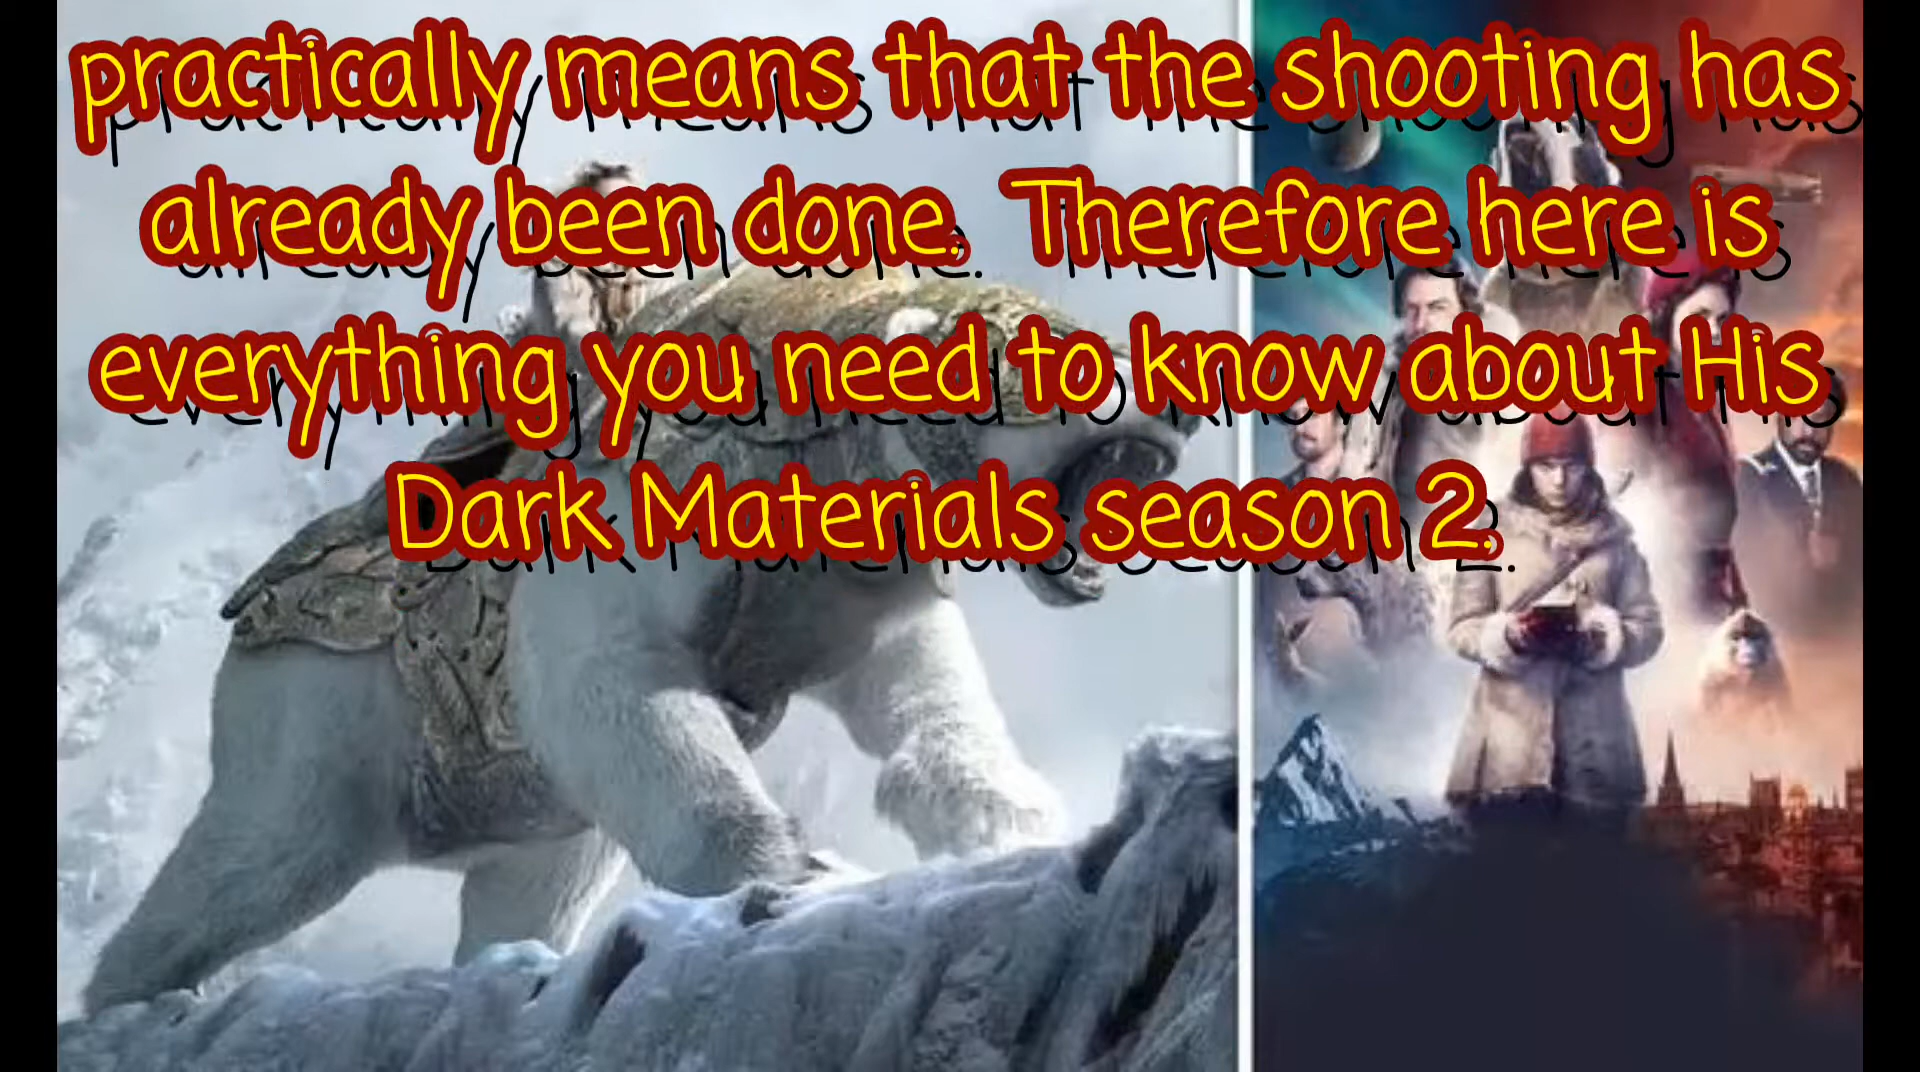 practically means that the shooting has
already been done. Therefore here is
everything you need to know about His
Dark Materials season 2.